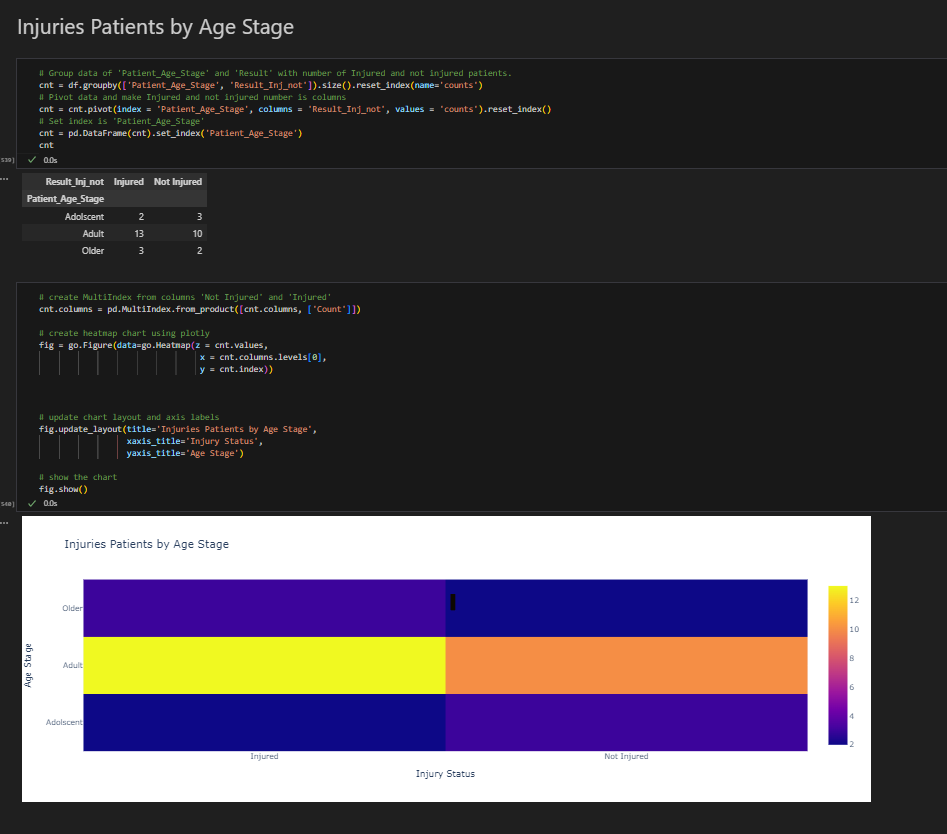 Injuries Patients by Age Stage
# Group data of 'Patient_Age_Stage' and 'Result' with number of Injured and not injured patients.
cnt = df.groupby(['Patient_Age_Stage', 'Result_Inj_not']).size().reset_index(name='counts')
# Pivot data and make Injured and not injured number is columns
cnt = cnt.pivot(index = 'Patient_Age_Stage', columns = 'Result_Inj_not', values = 'counts').reset_index()
# Set index is 'Patient_Age_Stage'
cnt = pd.DataFrame(cnt).set_index('Patient_Age_Stage')
cnt
539] ✓ 0.0s
...
Result_Inj_not Injured Not Injured
Patient_Age_Stage
Adolscent 2 3
Adult 13 10
Older 3 2
# create MultiIndex from columns 'Not Injured' and 'Injured'
cnt.columns = pd.MultiIndex.from_product([cnt.columns, ['Count']])
# create heatmap chart using plotly
fig = go.Figure(data=go.Heatmap(z = cnt.values,
x = cnt.columns.levels[0],
y = cnt.index))
# update chart layout and axis labels
fig.update_layout(title='Injuries Patients by Age Stage',
xaxis_title='Injury Status',
yaxis_title='Age Stage')
# show the chart
fig.show()
540] ✓ 0.0s
...
Injuries Patients by Age Stage
Older
Adult
Adolscent
Age Stage
Injured Not Injured
Injury Status
12
10
8
6
4
2